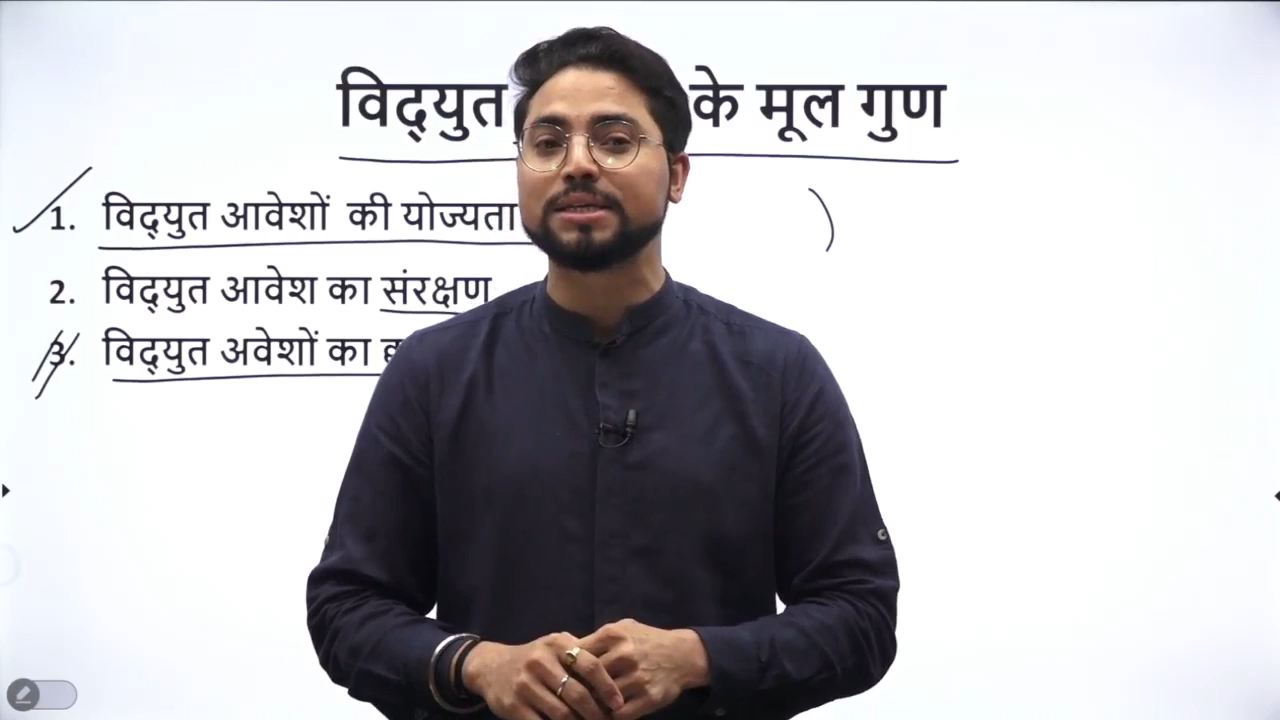 विद्युत के मूल गुण
1. विद्युत आवेशों की योज्यता
2. विद्युत आवेश का संरक्षण
3. विद्युत अवेशों का